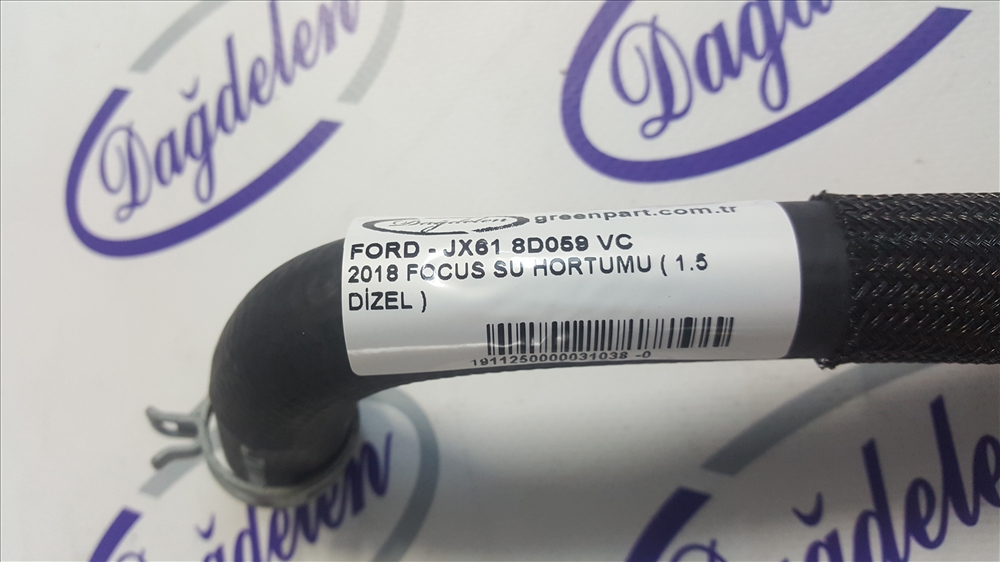 Dağdelen
Dağdelen
Dağdelen greenpart.com.tr
FORD - JX61 8D059 VC
2018 FOCUS SU HORTUMU ( 1.5
DİZEL )
1911250000031038 -0
Dağdelen
Dağdelen